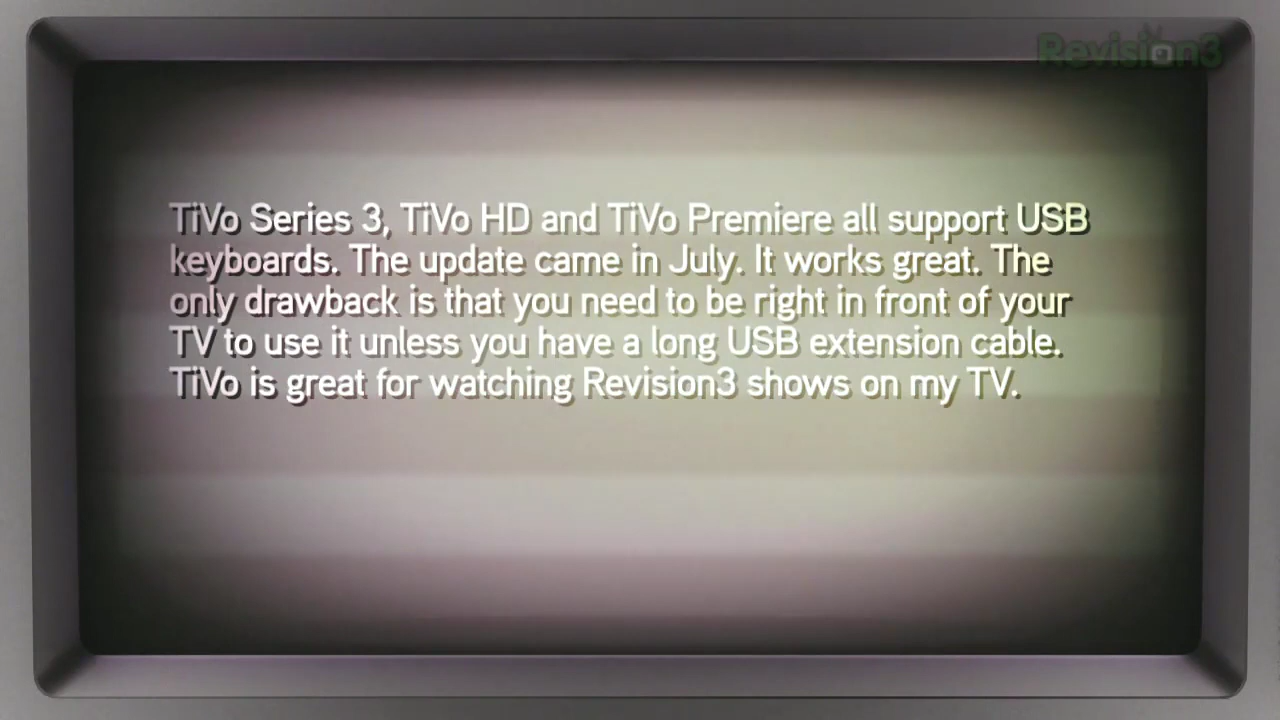 Revision3
TiVo Series 3, TiVo HD and TiVo Premiere all support USB
keyboards. The update came in July. It works great. The
only drawback is that you need to be right in front of your
TV to use it unless you have a long USB extension cable.
TiVo is great for watching Revision3 shows on my TV.